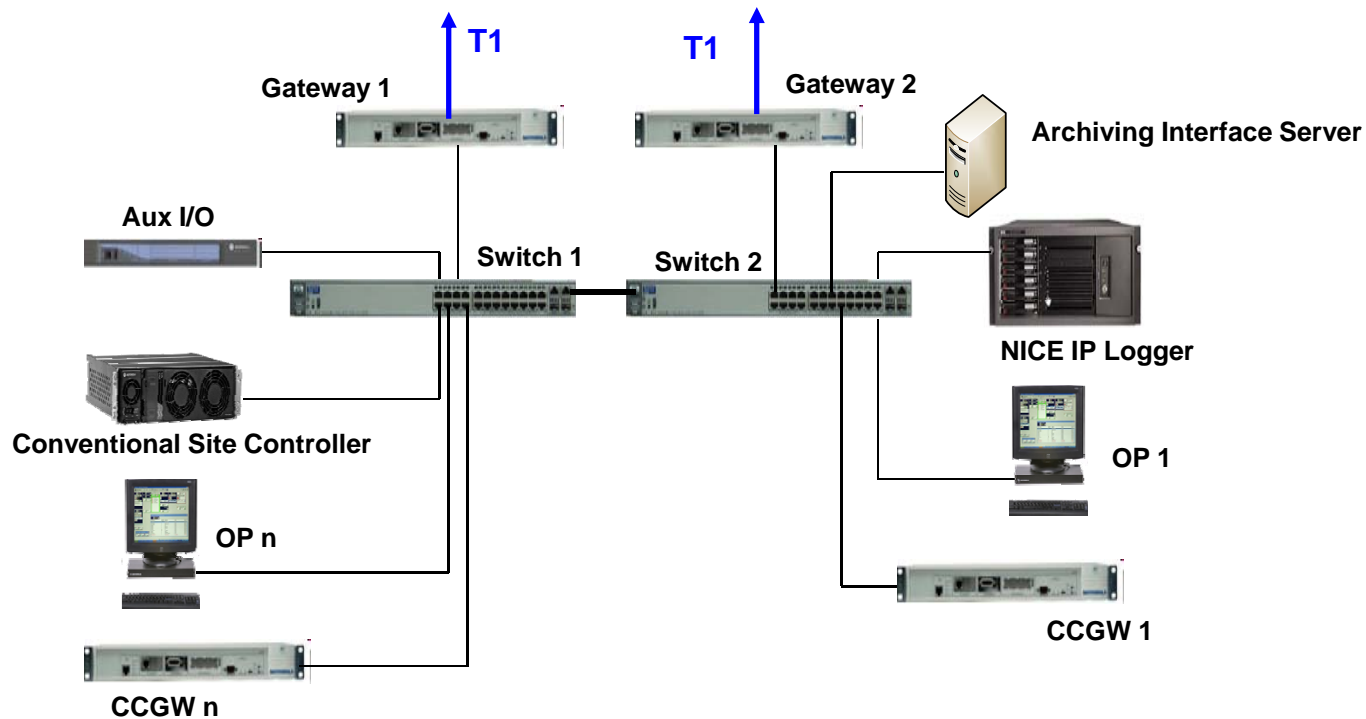 T1
T1
Gateway 1
Gateway 2
Archiving Interface Server
Aux I/O
Switch 1
Switch 2
NICE IP Logger
Conventional Site Controller
OP 1
OP n
CCGW 1
CCGW n